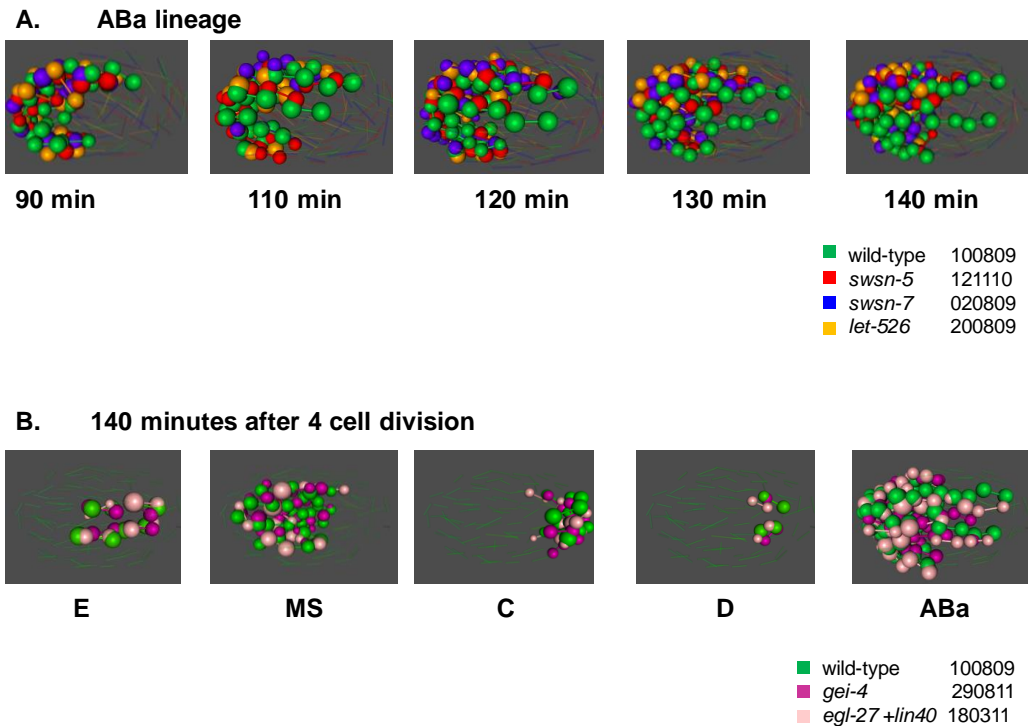 A. ABa lineage
90 min 110 min 120 min 130 min 140 min
wild-type 100809
swsn-5 121110
swsn-7 020809
let-526 200809
B. 140 minutes after 4 cell division
E MS C D ABa
wild-type 100809
gei-4 290811
egl-27 +lin40 180311